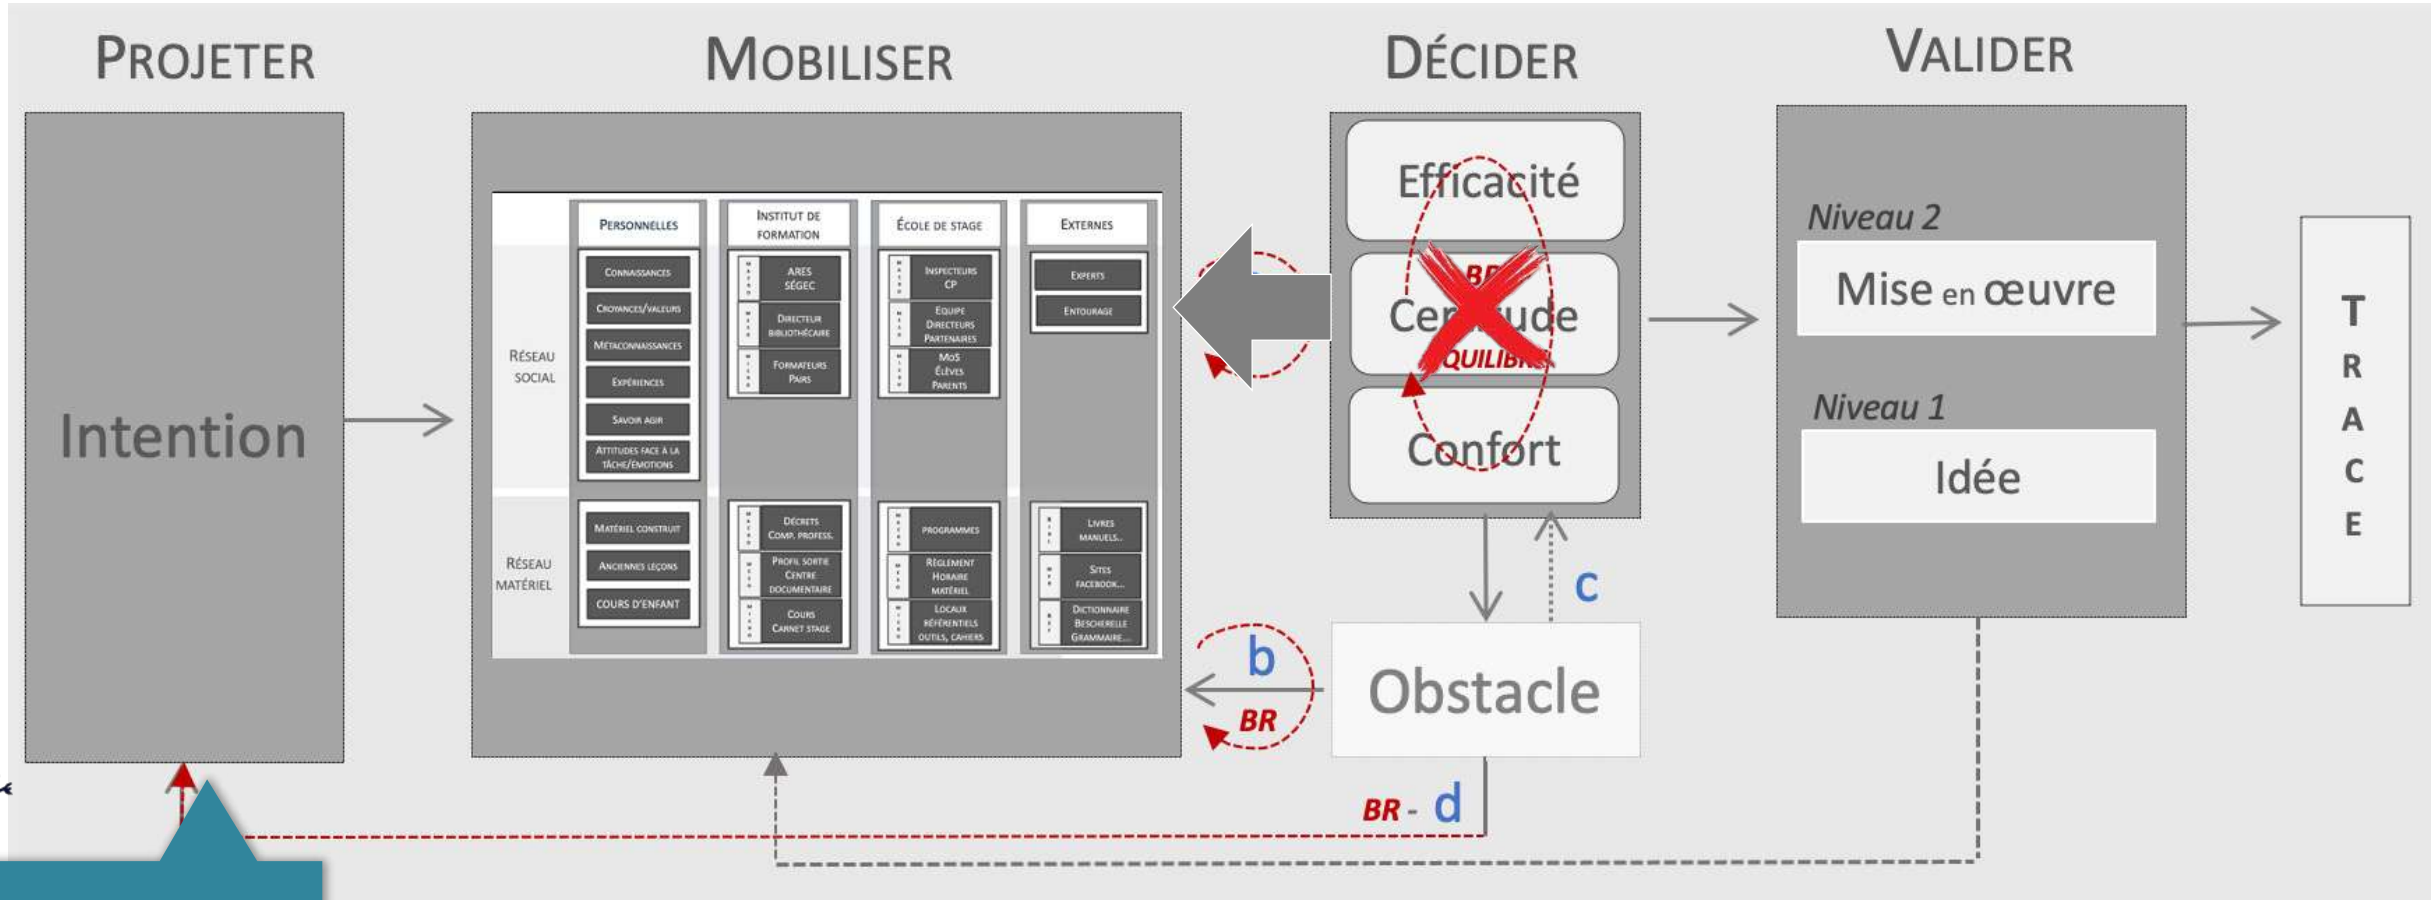 PROJETER
MOBILISER
DÉCIDER
VALIDER
Intention
PERSONNELLES
INSTITUT DE
FORMATION
ÉCOLE DE STAGE
EXTERNES
RÉSEAU
SOCIAL
CONNAISSANCES
CROYANCES/VALEURS
MÉTACONNAISSANCES
EXPÉRIENCES
SAVOIR AGIR
ATTITUDES FACE À LA
TÂCHE/ÉMOTIONS
ARES
SÉGEC
DIRECTEUR
BIBLIOTHÉCAIRE
FORMATEURS
PAIRS
INSPECTEURS
CP
EQUIPE
DIRECTEURS
PARTENAIRES
MOS
ÉLÈVES
PARENTS
EXPERTS
ENTOURAGE
RÉSEAU
MATÉRIEL
MATÉRIEL CONSTRUIT
ANCIENNES LEÇONS
COURS D'ENFANT
DÉCRETS
COMP. PROFESS.
PROFIL SORTIE
CENTRE
DOCUMENTAIRE
COURS
CARNET STAGE
PROGRAMMES
RÈGLEMENT
HORAIRE
MATÉRIEL
LOCAUX
RÉFÉRENTIELS
OUTILS, CAHIERS
LIVRES
MANUELS...
SITES
FACEBOOK...
DICTIONNAIRE
BESCHERELLE
GRAMMAIRE...
Efficacité
Confort
b
BR
c
Obstacle
BR - d
Niveau 2
Mise en œuvre
Niveau 1
Idée
TRACE